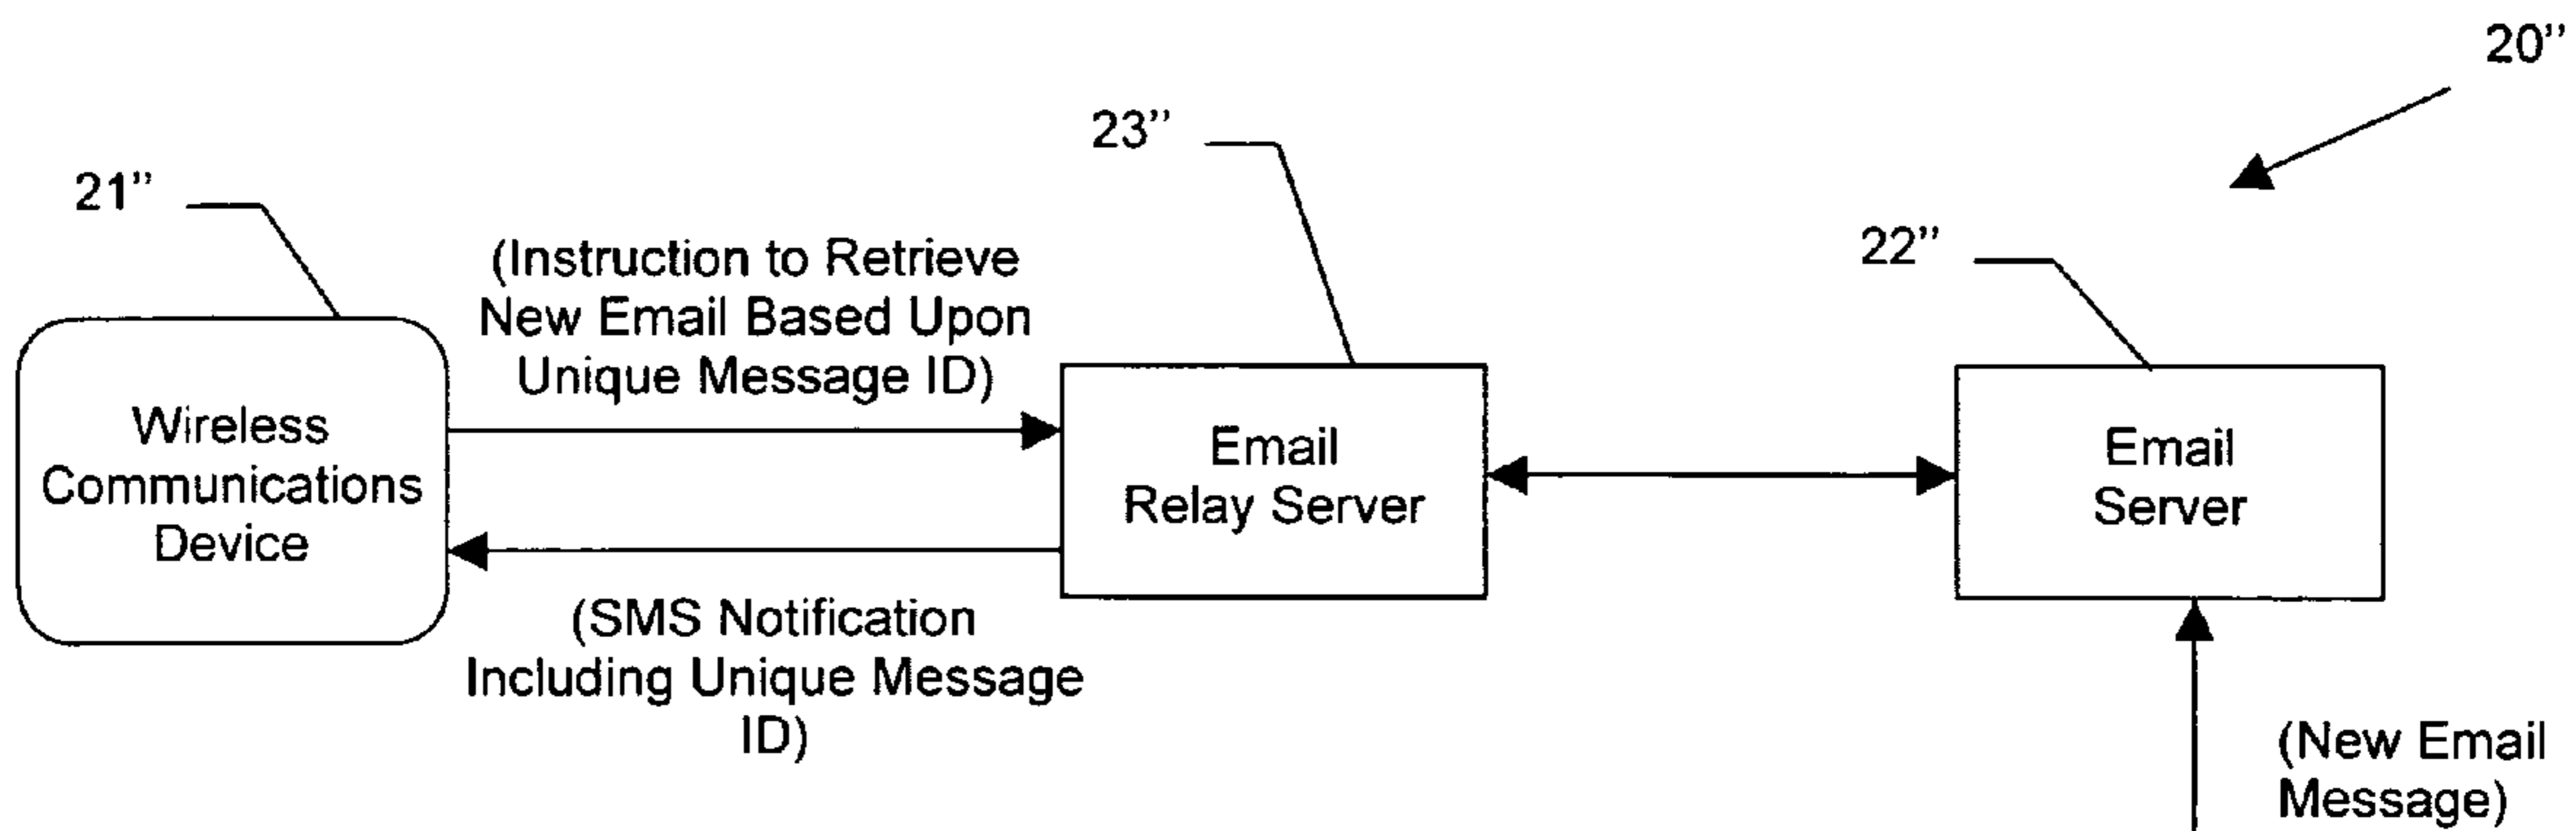 20''
23''
21''
22''
(Instruction to Retrieve
New Email Based Upon
Unique Message ID)
Wireless
Communications
Device
Email
Relay Server
Email
Server
(SMS Notification
Including Unique Message
ID)
(New Email
Message)